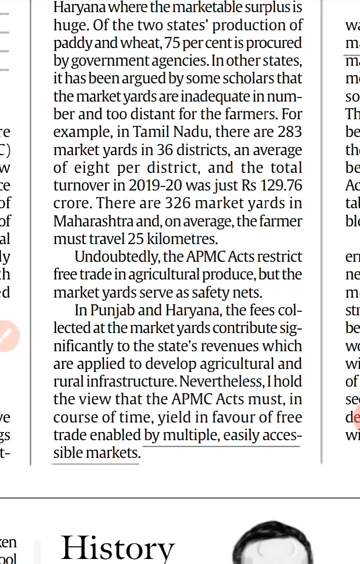 Haryana where the marketable surplus is
huge. Of the two states' production of
paddy and wheat, 75 per cent is procured
by government agencies. In other states,
it has been argued by some scholars that
the market yards are inadequate in num-
ber and too distant for the farmers. For
example, in Tamil Nadu, there are 283
market yards in 36 districts, an average
of eight per district, and the total
turnover in 2019-20 was just Rs 129.76
crore. There are 326 market yards in
Maharashtra and, on average, the farmer
must travel 25 kilometres.
Undoubtedly, the APMC Acts restrict
free trade in agricultural produce, but the
market yards serve as safety nets.
In Punjab and Haryana, the fees col-
lected at the market yards contribute sig-
nificantly to the state's revenues which
are applied to develop agricultural and
rural infrastructure. Nevertheless, I hold
the view that the APMC Acts must, in
course of time, yield in favour of free
trade enabled by multiple, easily acces-
sible markets.
History